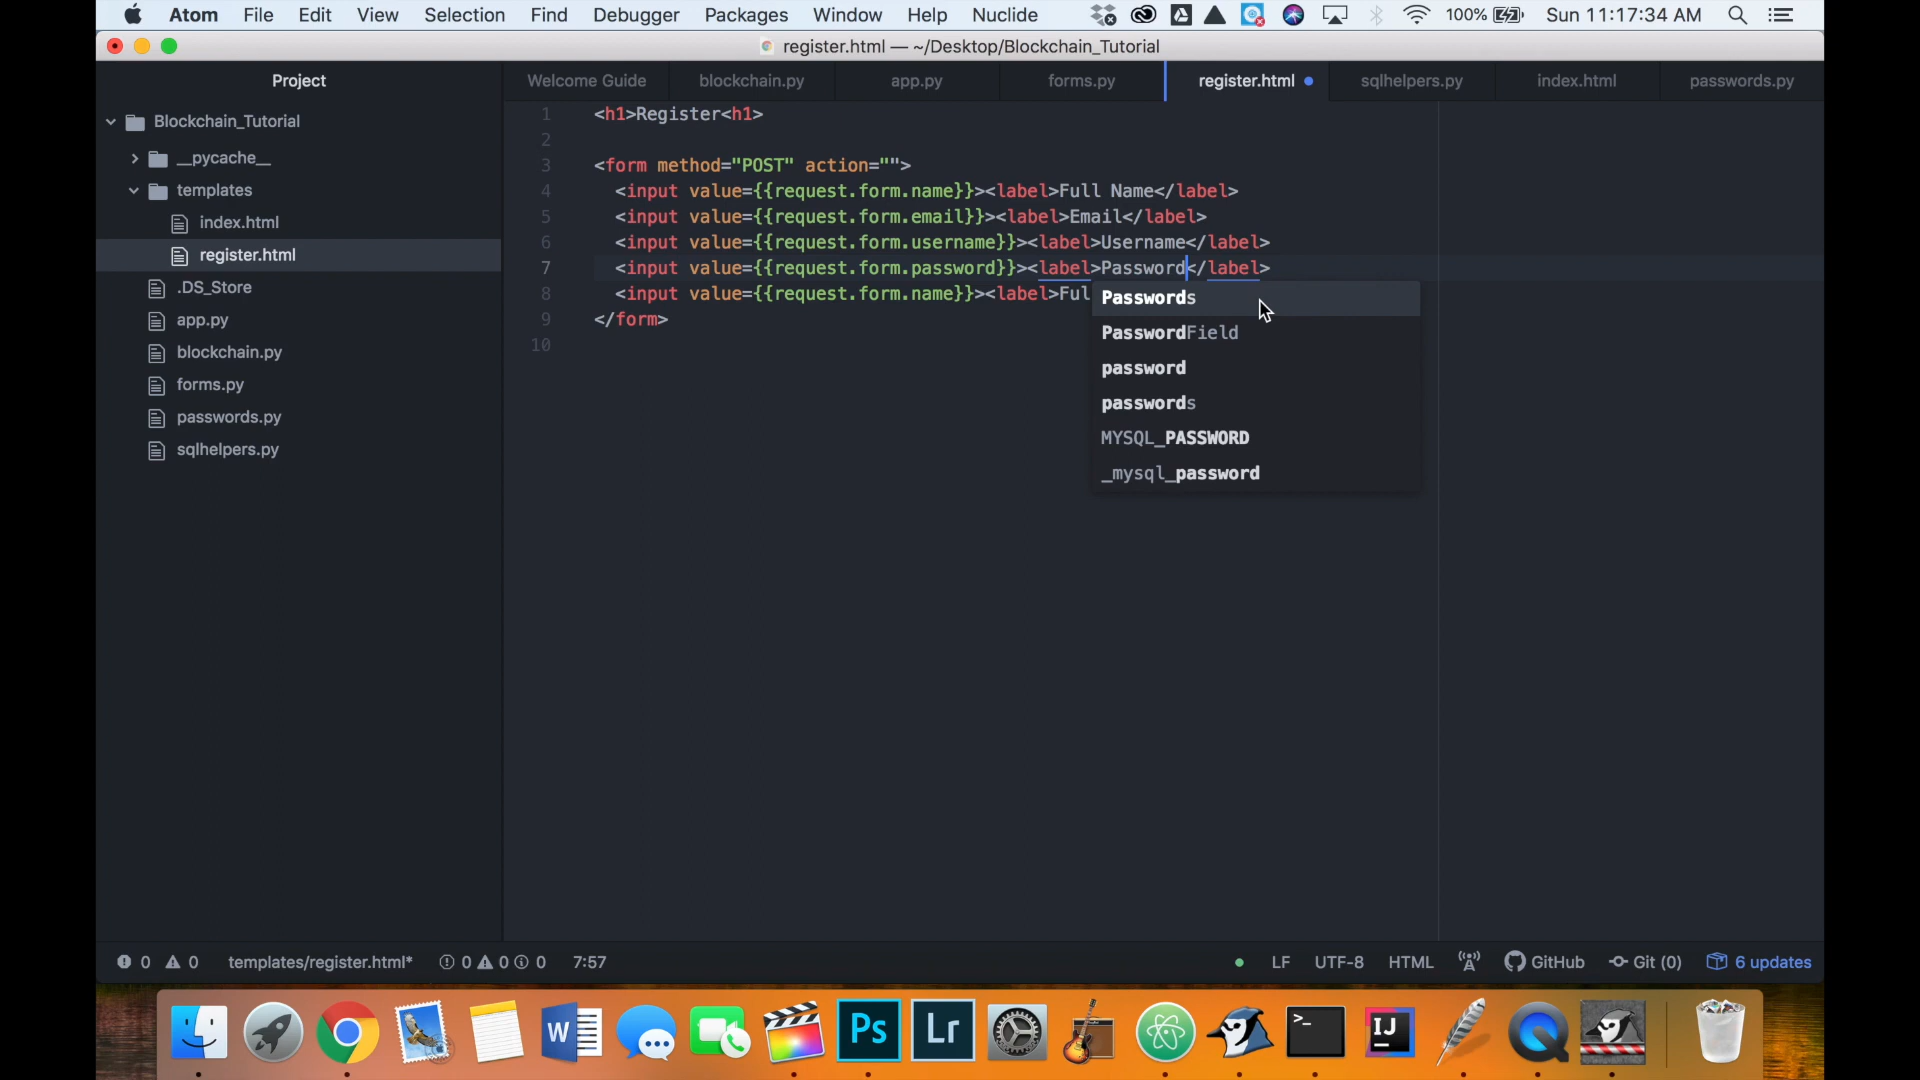 Atom File Edit View Selection Find Debugger Packages Window Help Nuclide 100% Sun 11:17:34 AM
register.html — ~/Desktop/Blockchain_Tutorial
Project
Welcome Guide blockchain.py app.py forms.py register.html sqlhelpers.py index.html passwords.py
Blockchain_Tutorial
__pycache__
templates
index.html
register.html
.DS_Store
app.py
blockchain.py
forms.py
passwords.py
sqlhelpers.py
1 <h1>Register<h1>
2
3 <form method="POST" action="">
4 <input value={{request.form.name}}><label>Full Name</label>
5 <input value={{request.form.email}}><label>Email</label>
6 <input value={{request.form.username}}><label>Username</label>
7 <input value={{request.form.password}}><label>Password</label>
8 <input value={{request.form.name}}><label>Ful
9 </form>
10
Passwords
PasswordField
password
passwords
MYSQL_PASSWORD
_mysql_password
0 0 templates/register.html* 0 0 0 7:57 LF UTF-8 HTML GitHub Git (0) 6 updates
W Ps Lr >_ IJ